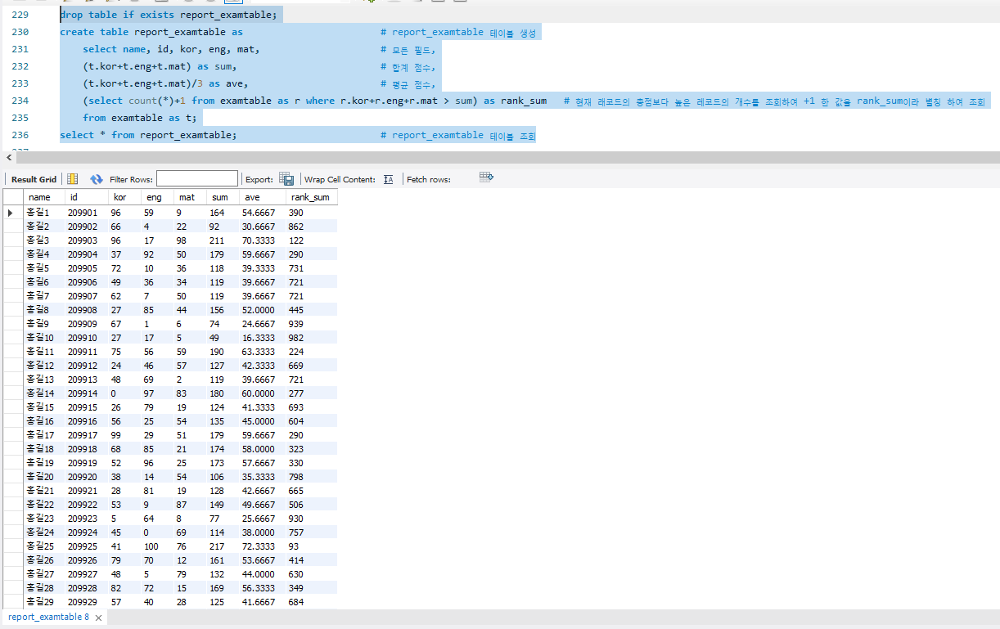 229 drop table if exists report_examtable;
230 create table report_examtable as # report_examtable 테이블 생성
231 select name, id, kor, eng, mat, # 모든 필드,
232 (t.kor+t.eng+t.mat) as sum, # 합계 점수,
233 (t.kor+t.eng+t.mat)/3 as ave, # 평균 점수,
234 (select count(*)+1 from examtable as r where r.kor+r.eng+r.mat > sum) as rank_sum # 현재 래코드의 총점보다 높은 레코드의 개수를 조회하여 +1 한 값을 rank_sum이라 별칭 하여 조회
235 from examtable as t;
236 select * from report_examtable; # report_examtable 테이블 조회
Result Grid Filter Rows: Export: Wrap Cell Content: Fetch rows:
name id kor eng mat sum ave rank_sum
홍길1 209901 96 59 9 164 54.6667 390
홍길2 209902 66 4 22 92 30.6667 862
홍길3 209903 96 17 98 211 70.3333 122
홍길4 209904 37 92 50 179 59.6667 290
홍길5 209905 72 10 36 118 39.3333 731
홍길6 209906 49 36 34 119 39.6667 721
홍길7 209907 62 7 50 119 39.6667 721
홍길8 209908 27 85 44 156 52.0000 445
홍길9 209909 67 1 6 74 24.6667 939
홍길10 209910 27 17 5 49 16.3333 982
홍길11 209911 75 56 59 190 63.3333 224
홍길12 209912 24 46 57 127 42.3333 669
홍길13 209913 48 69 2 119 39.6667 721
홍길14 209914 0 97 83 180 60.0000 277
홍길15 209915 26 79 19 124 41.3333 693
홍길16 209916 56 25 54 135 45.0000 604
홍길17 209917 99 29 51 179 59.6667 290
홍길18 209918 68 85 21 174 58.0000 323
홍길19 209919 52 96 25 173 57.6667 330
홍길20 209920 38 14 54 106 35.3333 798
홍길21 209921 28 81 19 128 42.6667 665
홍길22 209922 53 9 87 149 49.6667 506
홍길23 209923 5 64 8 77 25.6667 930
홍길24 209924 45 0 69 114 38.0000 757
홍길25 209925 41 100 76 217 72.3333 93
홍길26 209926 79 70 12 161 53.6667 414
홍길27 209927 48 5 79 132 44.0000 630
홍길28 209928 82 72 15 169 56.3333 349
홍길29 209929 57 40 28 125 41.6667 684
report_examtable 8